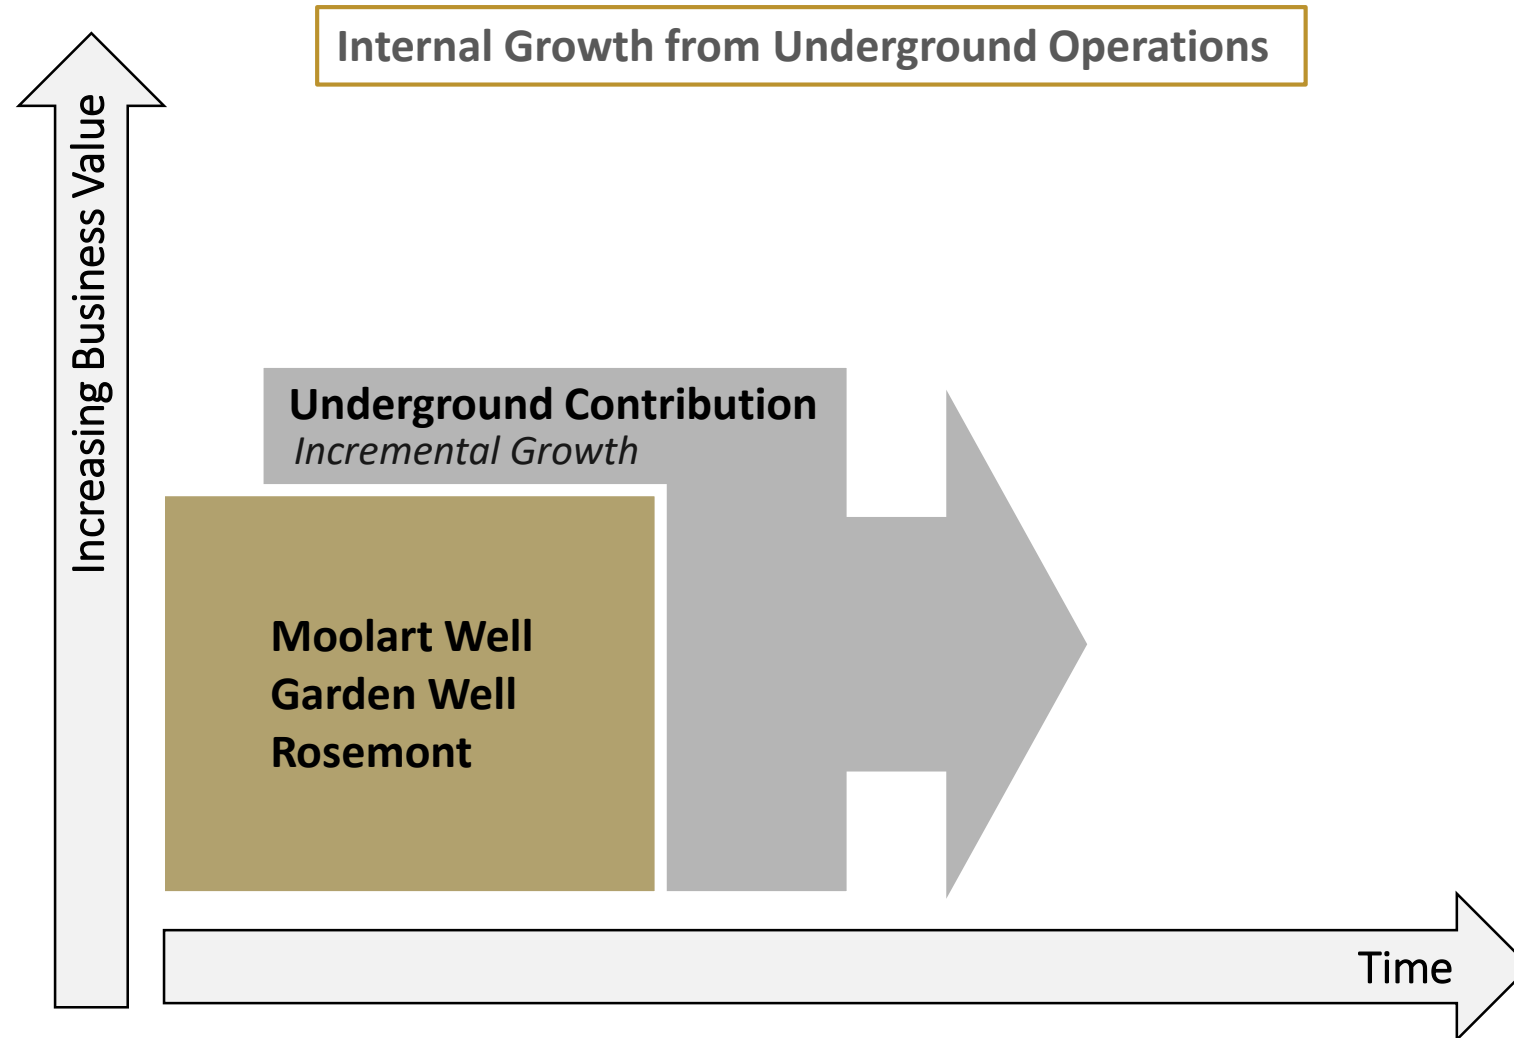 Internal Growth from Underground Operations
Increasing Business Value
Underground Contribution
Incremental Growth
Moolart Well
Garden Well
Rosemont
Time